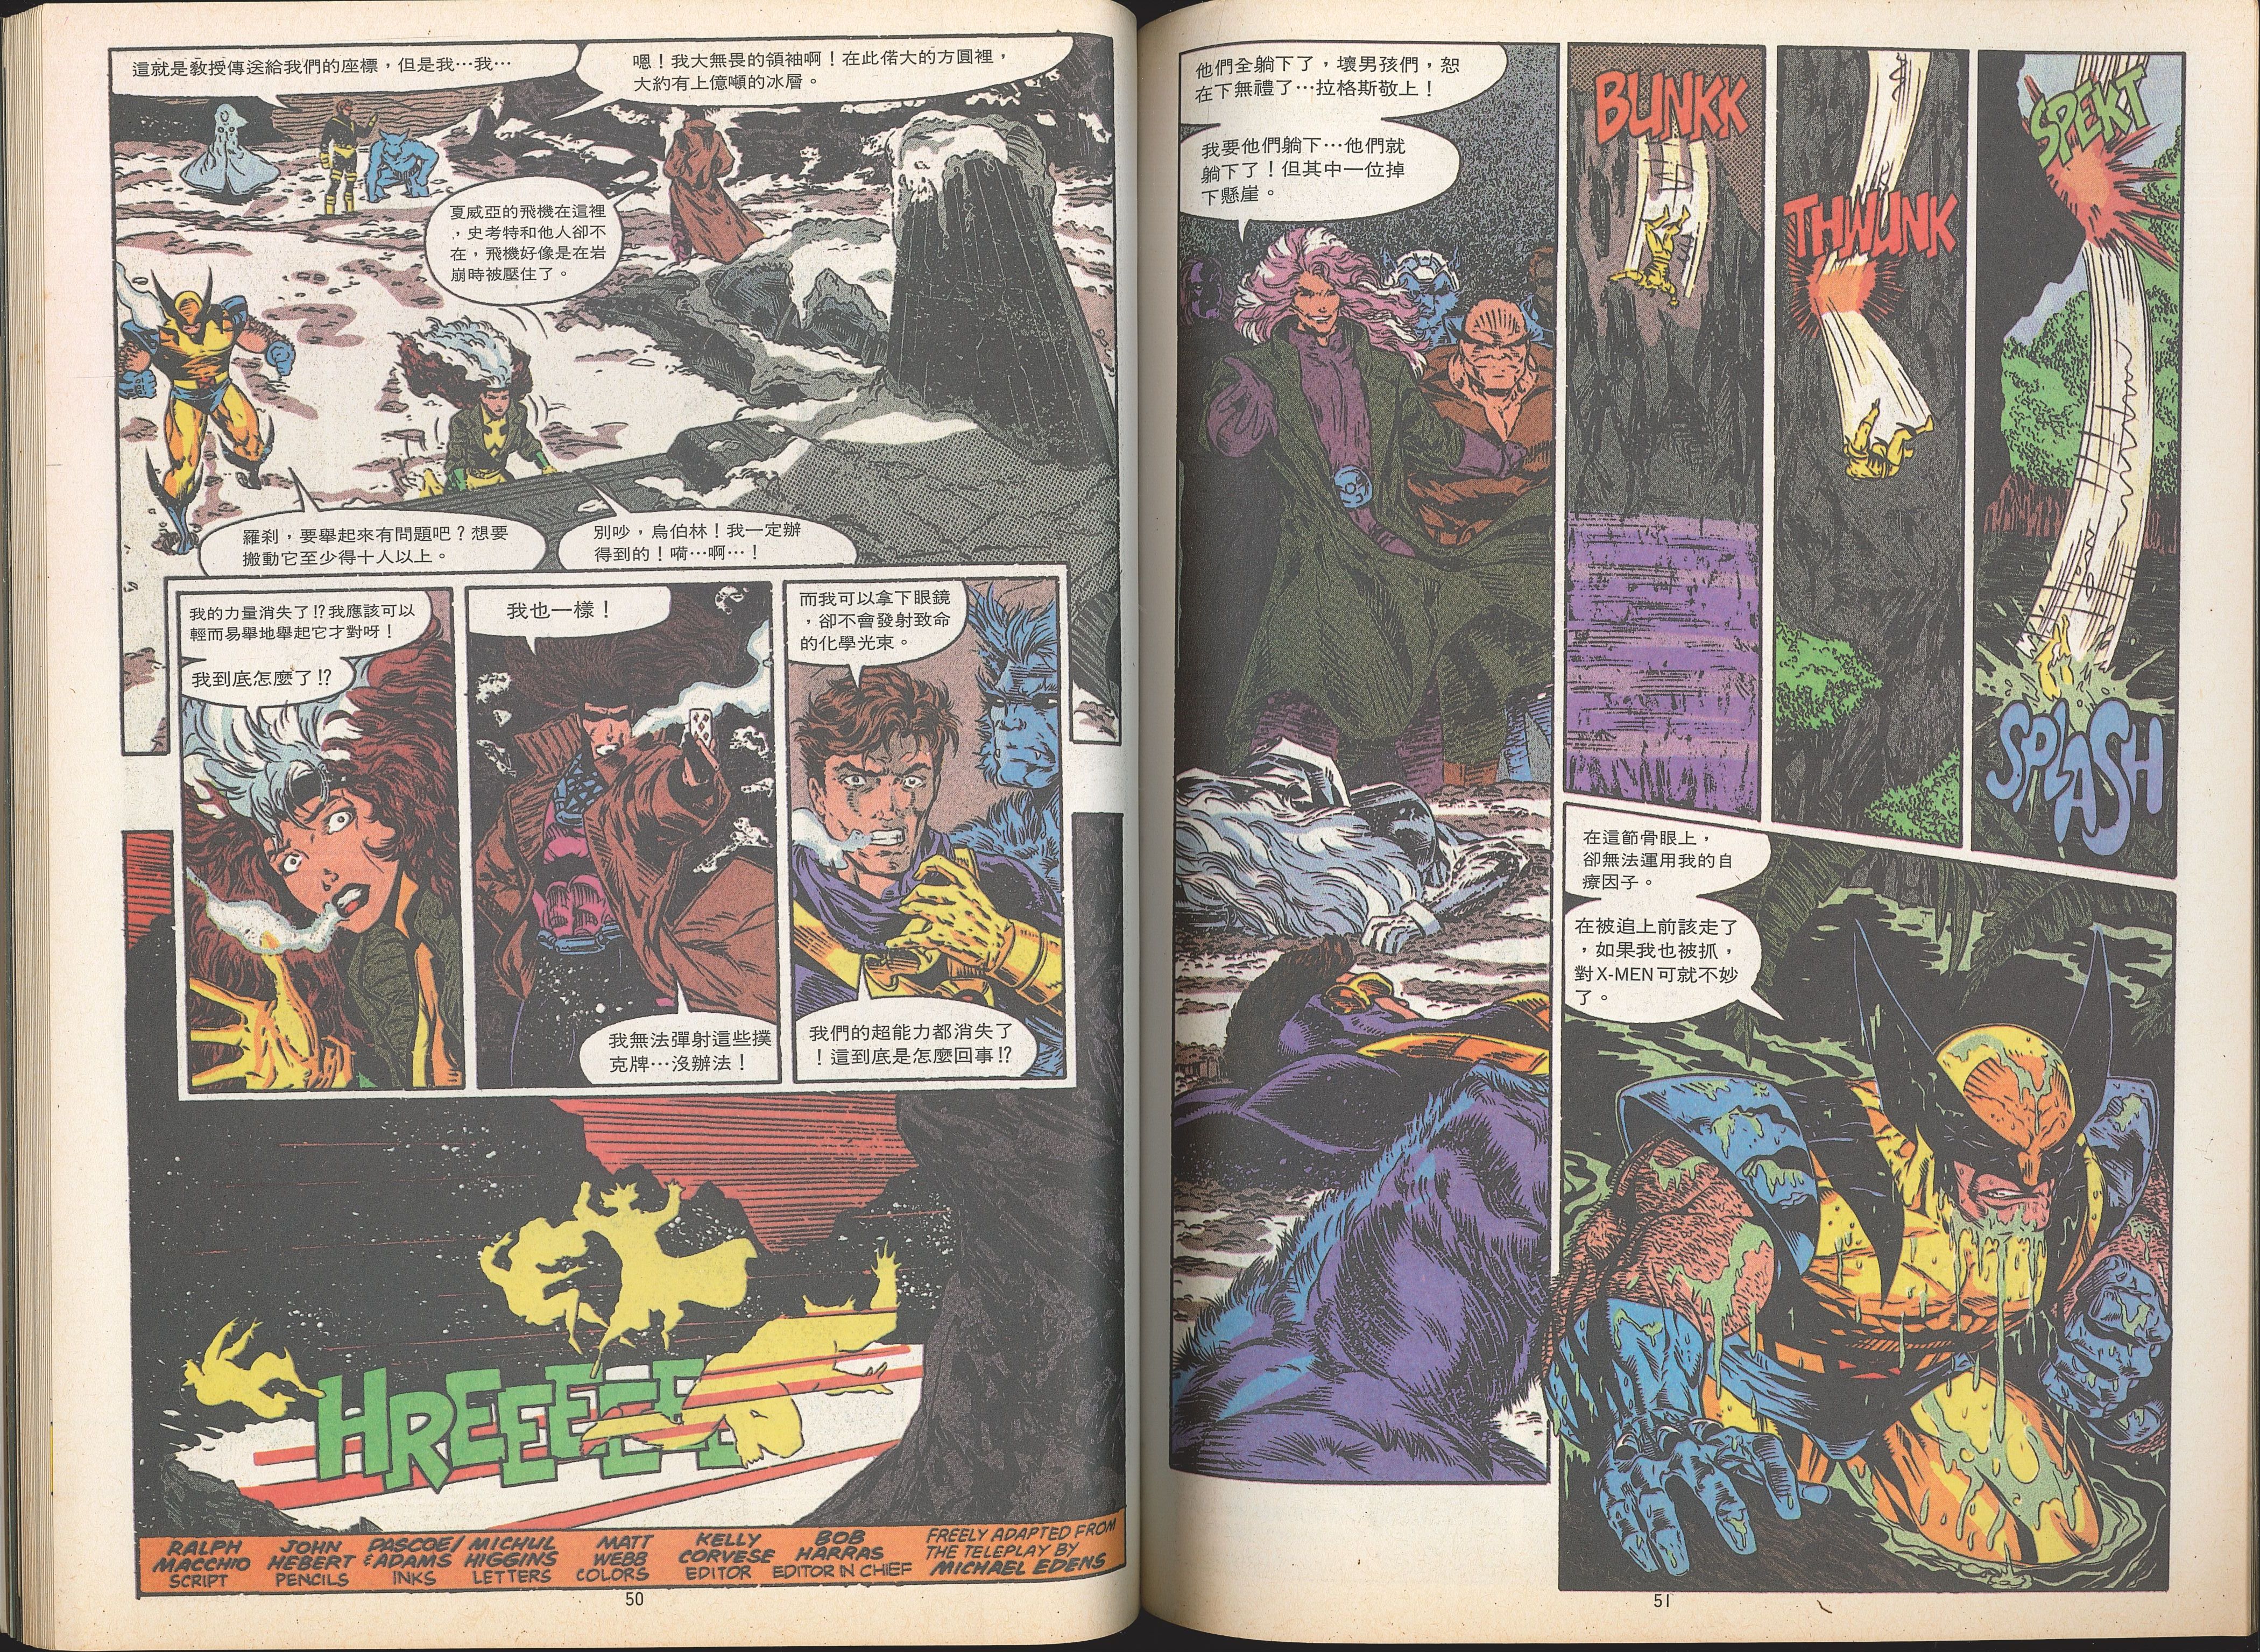 這就是教授傳送給我們的座標，但是我…我…
嗯！我大無畏的領袖啊！在此偌大的方圓裡，
大約有上億噸的冰層。
夏威亞的飛機在這裡
，史考特和他人卻不
在，飛機好像是在岩
崩時被壓住了。
羅剎，要舉起來有問題吧？想要
搬動它至少得十人以上。
別吵，烏伯林！我一定辦
得到的！嗬…啊…！
我的力量消失了!?我應該可以
輕而易舉地舉起它才對呀！
我到底怎麼了!?
我也一樣！
我無法彈射這些撲
克牌…沒辦法！
而我可以拿下眼鏡
，卻不會發射致命
的化學光束。
我們的超能力都消失了
！這到底是怎麼回事!?
HREEEEEE
RALPH
MACCHIO
SCRIPT
JOHN
HEBERT
PENCILS
DASCOE/
&ADAMS
INKS
MICHUL
HIGGINS
LETTERS
MATT
WEBB
COLORS
KELLY
CORVESE
EDITOR
BOB
HARRAS
EDITOR IN CHIEF
FREELY ADAPTED FROM
THE TELEPLAY BY
MICHAEL EDENS
50
他們全躺下了，壞男孩們，恕
在下無禮了…拉格斯敬上！
我要他們躺下…他們就
躺下了！但其中一位掉
下懸崖。
BUNKK
THWUNK
SPEKT
SPLASH
在這節骨眼上，
卻無法運用我的自
療因子。
在被追上前該走了
，如果我也被抓，
對X-MEN可就不妙
了。
51